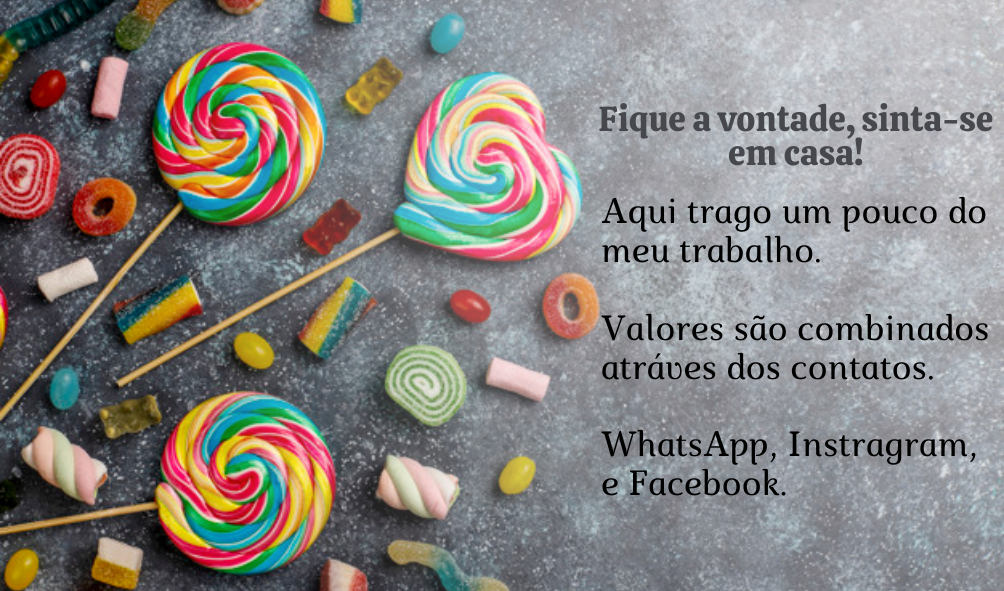 Fique a vontade, sinta-se
em casa!
Aqui trago um pouco do
meu trabalho.
Valores são combinados
atráves dos contatos.
WhatsApp, Instragram,
e Facebook.